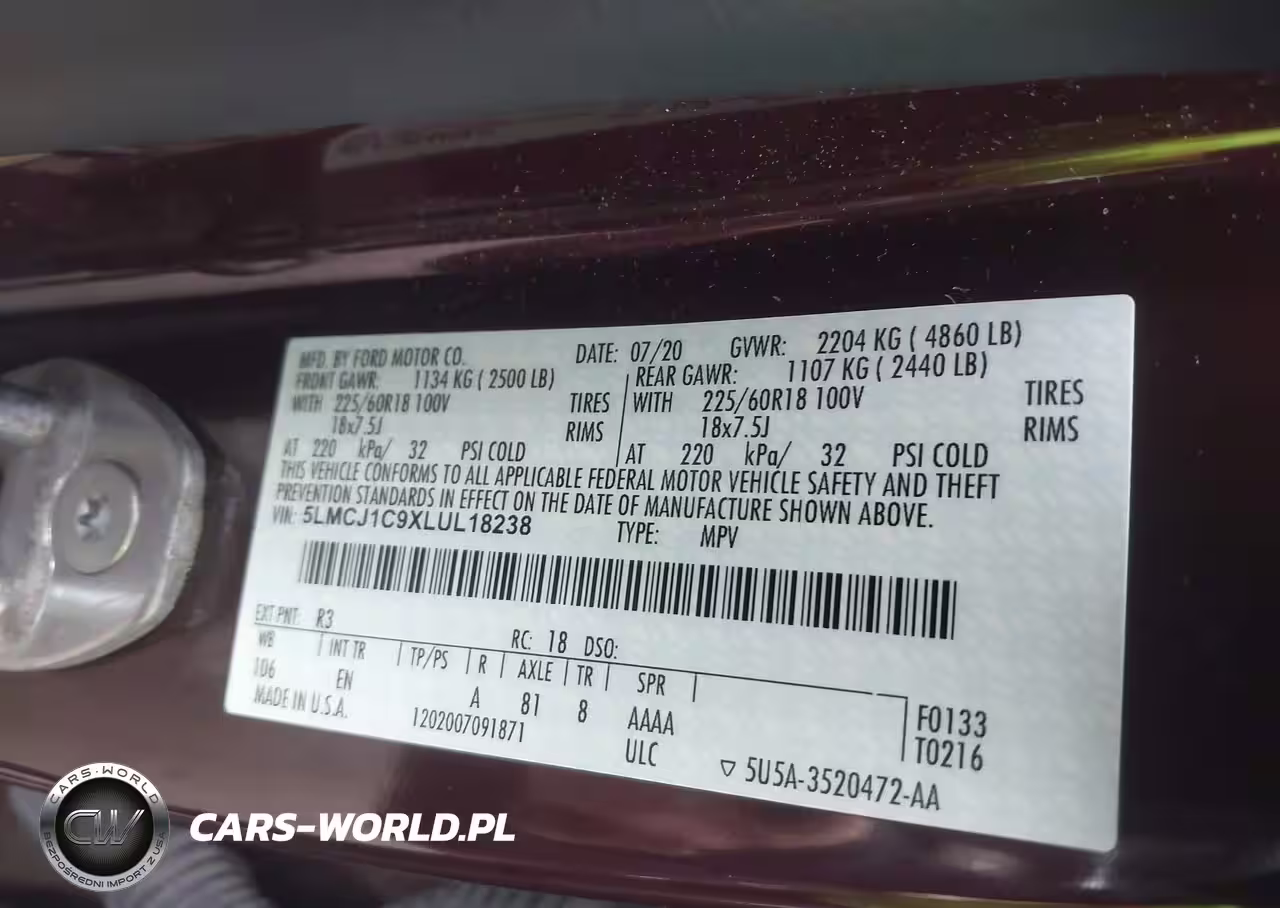 MFD. BY FORD MOTOR CO. DATE: 07/20 GVWR: 2204 KG ( 4860 LB)
FRONT GAWR: 1134 KG ( 2500 LB) REAR GAWR: 1107 KG ( 2440 LB)
WITH 225/60R18 100V TIRES WITH 225/60R18 100V TIRES
18x7.5J RIMS 18x7.5J RIMS
AT 220 kPa/ 32 PSI COLD AT 220 kPa/ 32 PSI COLD
THIS VEHICLE CONFORMS TO ALL APPLICABLE FEDERAL MOTOR VEHICLE SAFETY AND THEFT
PREVENTION STANDARDS IN EFFECT ON THE DATE OF MANUFACTURE SHOWN ABOVE.
VIN: 5LMCJ1C9XLUL18238 TYPE: MPV
EXT PNT: R3 RC: 18 DSO:
WB INT TR TP/PS R AXLE TR SPR
106 EN A 81 8 AAAA F0133
MADE IN U.S.A. 1202007091871 ULC T0216
5U5A-3520472-AA
CARS-WORLD
CW
BEZPOŚREDNI IMPORT Z USA
CARS-WORLD.PL